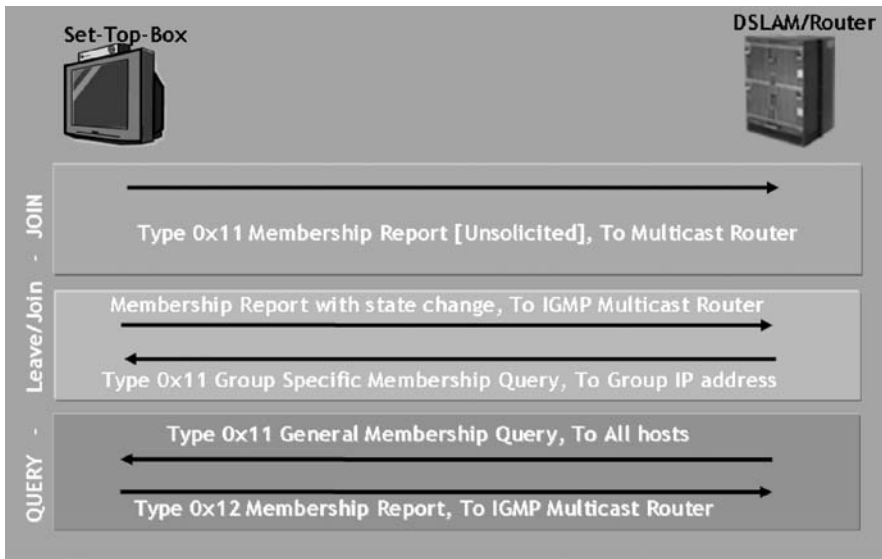 Set-Top-Box
DSLAM/Router
JOIN
Type 0x11 Membership Report [Unsolicited], To Multicast Router
Leave/Join -
Membership Report with state change, To IGMP Multicast Router
Type 0x11 Group Specific Membership Query, To Group IP address
QUERY -
Type 0x11 General Membership Query, To All hosts
Type 0x12 Membership Report, To IGMP Multicast Router